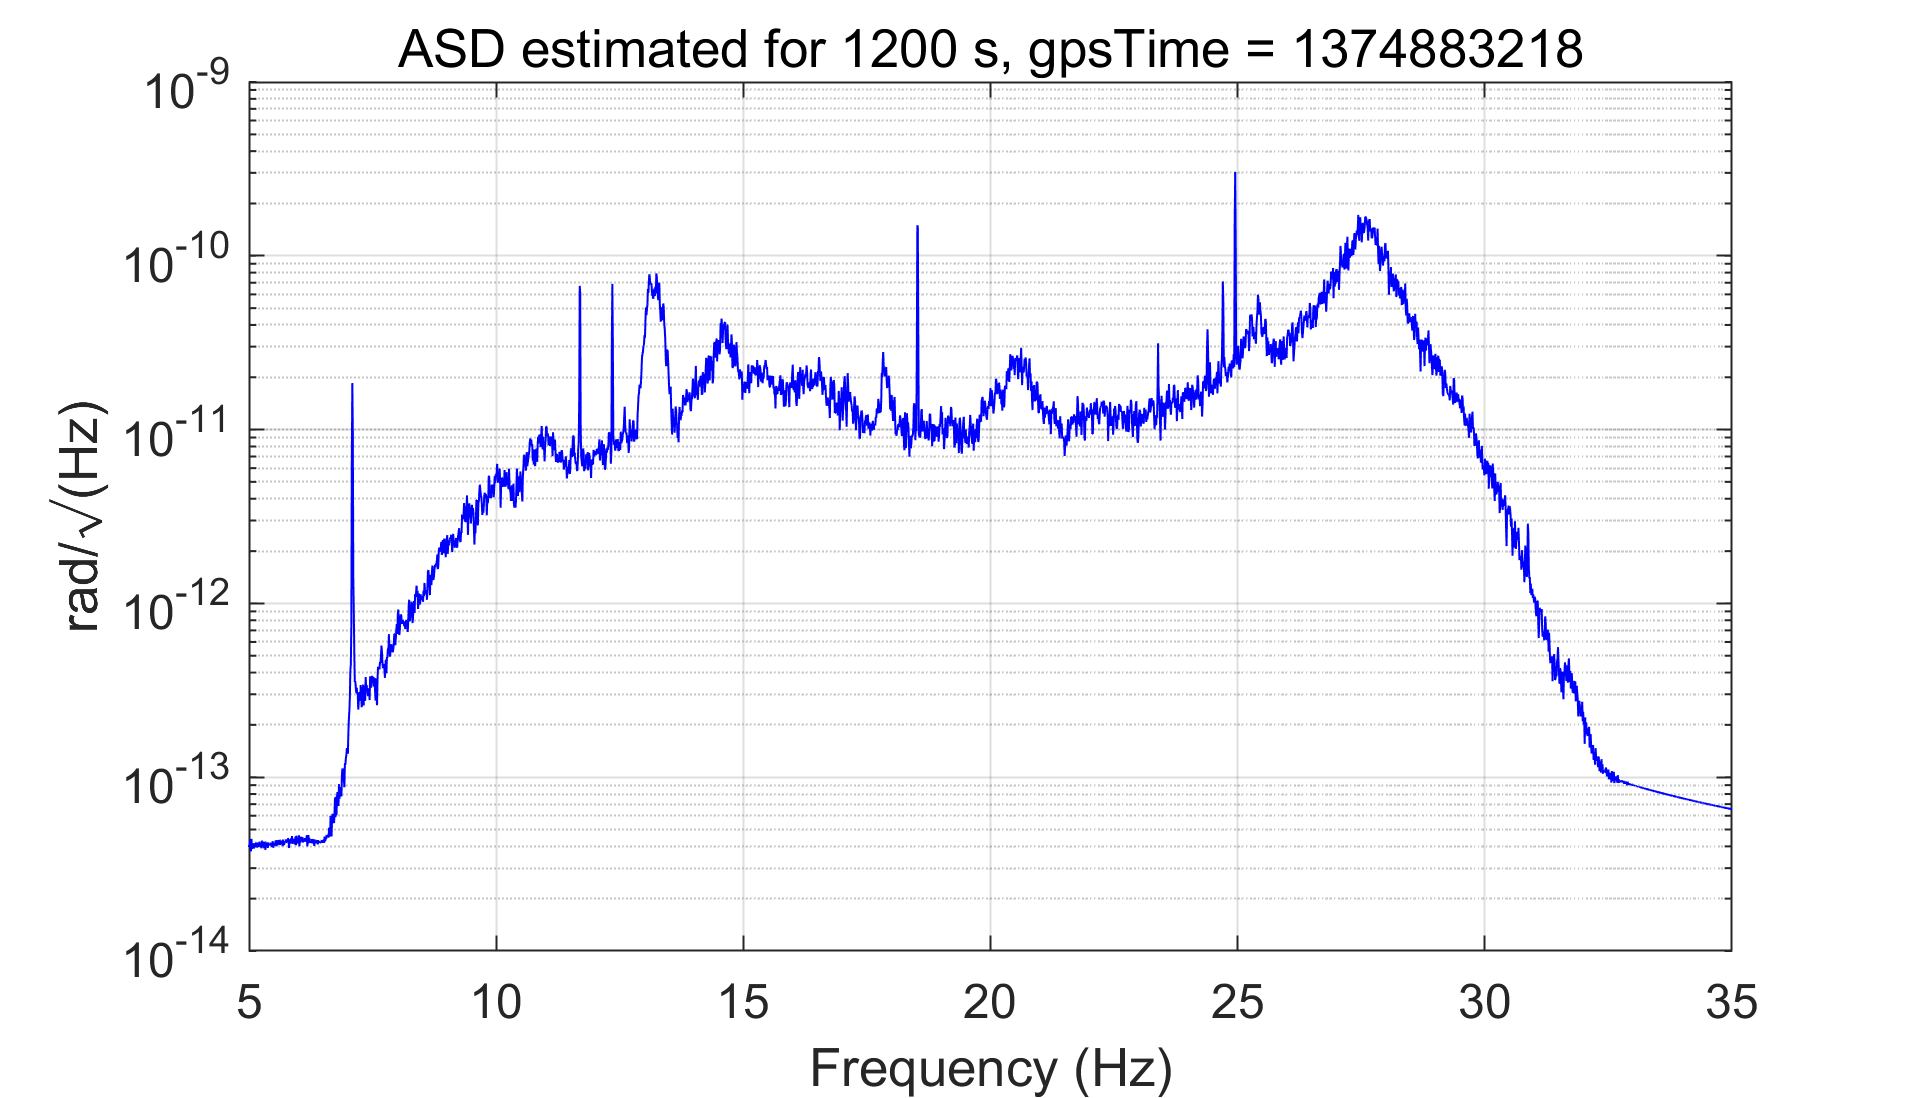 ASD estimated for 1200 s, gpsTime = 1374883218
10^-9
10^-10
10^-11
10^-12
10^-13
10^-14
rad/√(Hz)
5 10 15 20 25 30 35
Frequency (Hz)